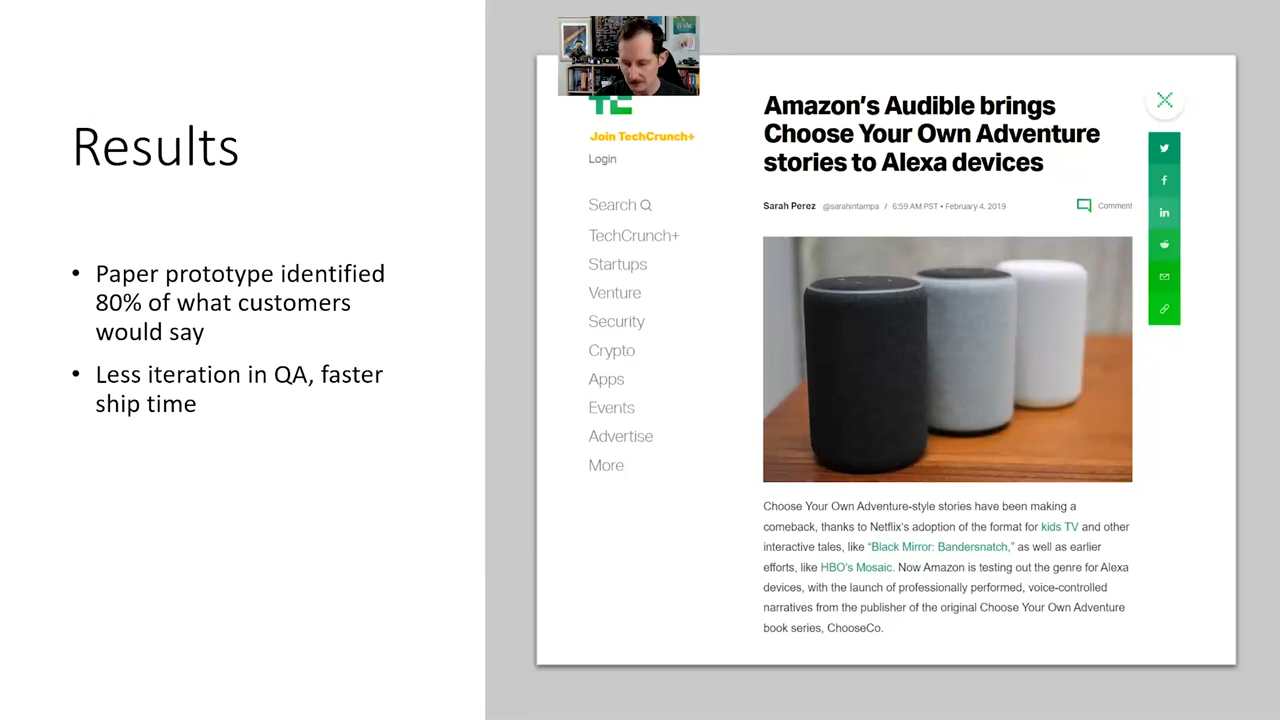 Results
• Paper prototype identified
80% of what customers
would say
• Less iteration in QA, faster
ship time
Join TechCrunch+
Login
Search
TechCrunch+
Startups
Venture
Security
Crypto
Apps
Events
Advertise
More
Amazon's Audible brings
Choose Your Own Adventure
stories to Alexa devices
Sarah Perez @sarahintampa / 6:59 AM PST • February 4, 2019
Comment
Choose Your Own Adventure-style stories have been making a
comeback, thanks to Netflix's adoption of the format for kids TV and other
interactive tales, like “Black Mirror: Bandersnatch,” as well as earlier
efforts, like HBO's Mosaic. Now Amazon is testing out the genre for Alexa
devices, with the launch of professionally performed, voice-controlled
narratives from the publisher of the original Choose Your Own Adventure
book series, ChooseCo.